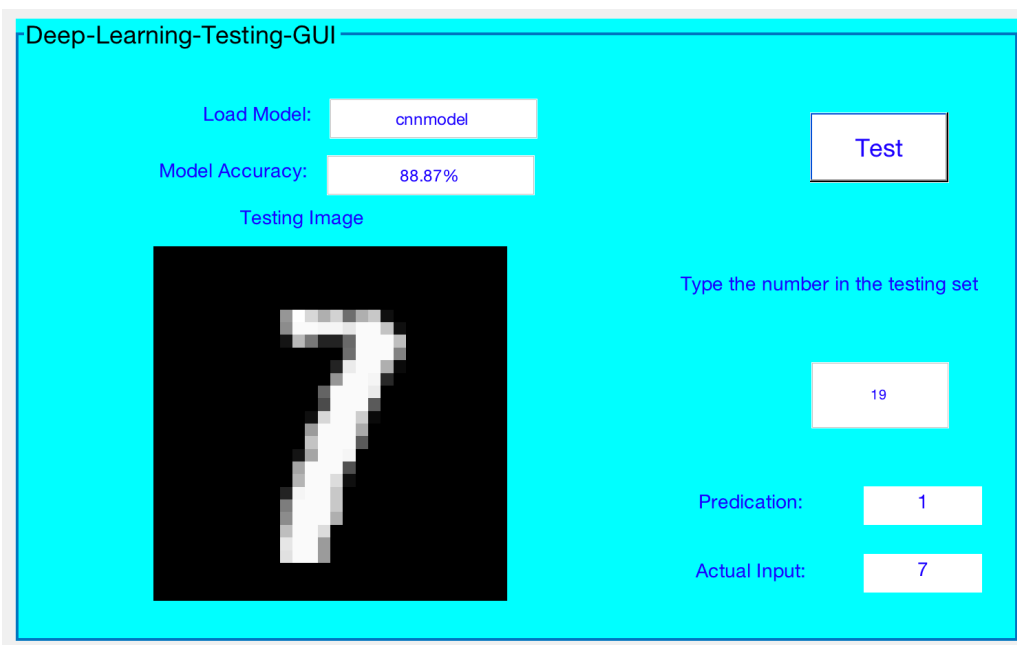 Deep-Learning-Testing-GUI
Load Model: cnnmodel
Test
Model Accuracy: 88.87%
Testing Image
7
Type the number in the testing set
19
Predication: 1
Actual Input: 7